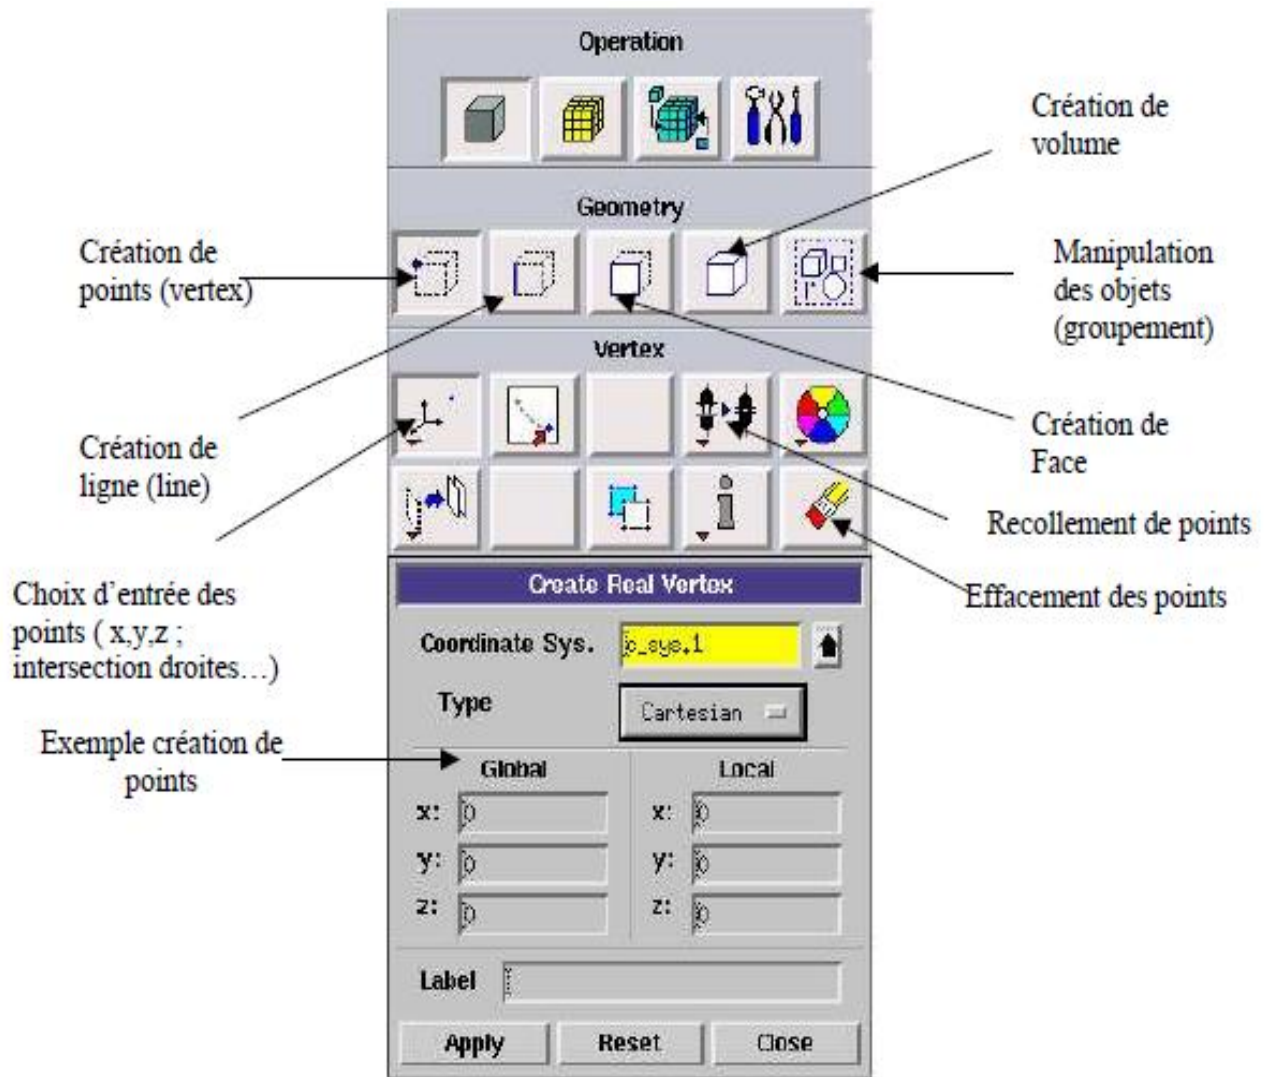 Operation
Création de
volume
Geometry
Création de
points (vertex)
Manipulation
des objets
(groupement)
Vertex
Création de
ligne (line)
Création de
Face
Recollement de points
Choix d’entrée des
points ( x,y,z ;
intersection droites…)
Effacement des points
Create Real Vertex
Coordinate Sys. c_sys.1
Type Cartesian
Exemple création de
points
Global Local
x: 0 x: 0
y: 0 y: 0
z: 0 z: 0
Label
Apply Reset Close